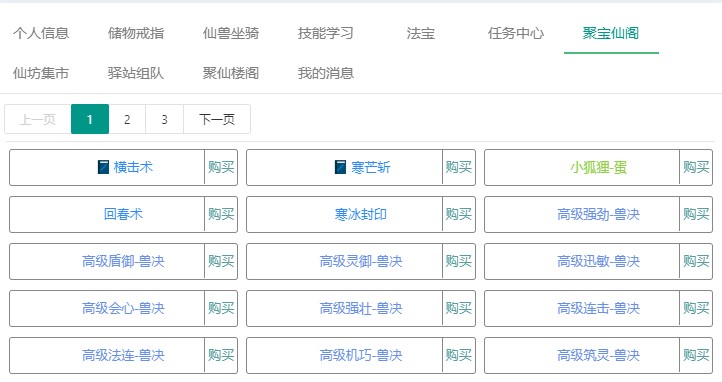 个人信息 储物戒指 仙兽坐骑 技能学习 法宝 任务中心 聚宝仙阁
仙坊集市 驿站组队 聚仙楼阁 我的消息
上一页 1 2 3 下一页
横击术 购买 寒芒斩 购买 小狐狸-蛋 购买
回春术 购买 寒冰封印 购买 高级强劲-兽决 购买
高级盾御-兽决 购买 高级灵御-兽决 购买 高级迅敏-兽决 购买
高级会心-兽决 购买 高级强壮-兽决 购买 高级连击-兽决 购买
高级法连-兽决 购买 高级机巧-兽决 购买 高级筑灵-兽决 购买